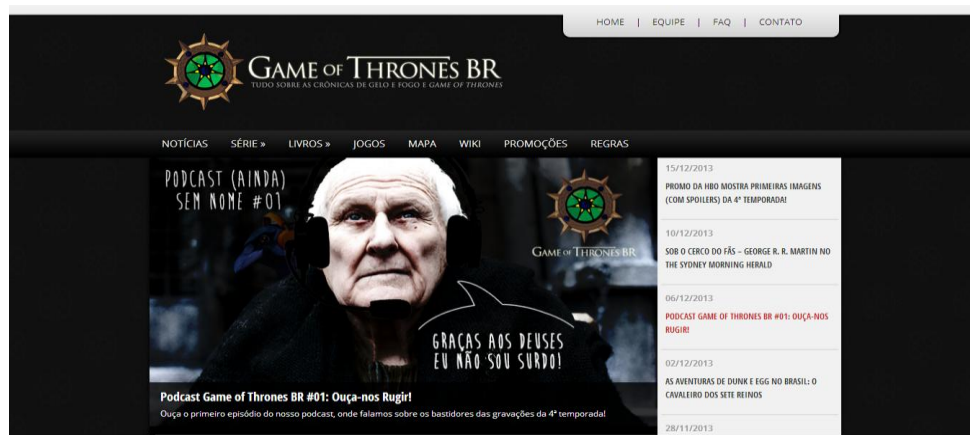 HOME | EQUIPE | FAQ | CONTATO
GAME OF THRONES BR
TUDO SOBRE AS CRÔNICAS DE GELO E FOGO E GAME OF THRONES
NOTÍCIAS SÉRIE » LIVROS » JOGOS MAPA WIKI PROMOÇÕES REGRAS
PODCAST (AINDA)
SEM NOME #01
GAME OF THRONES BR
GRAÇAS AOS DEUSES
EU NÃO SOU SURDO!
Podcast Game of Thrones BR #01: Ouça-nos Rugir!
Ouça o primeiro episódio do nosso podcast, onde falamos sobre os bastidores das gravações da 4ª temporada!
15/12/2013
PROMO DA HBO MOSTRA PRIMEIRAS IMAGENS
(COM SPOILERS) DA 4ª TEMPORADA!
10/12/2013
SOB O CERCO DO FÃS – GEORGE R. R. MARTIN NO
THE SYDNEY MORNING HERALD
06/12/2013
PODCAST GAME OF THRONES BR #01: OUÇA-NOS
RUGIR!
02/12/2013
AS AVENTURAS DE DUNK E EGG NO BRASIL: O
CAVALEIRO DOS SETE REINOS
28/11/2013